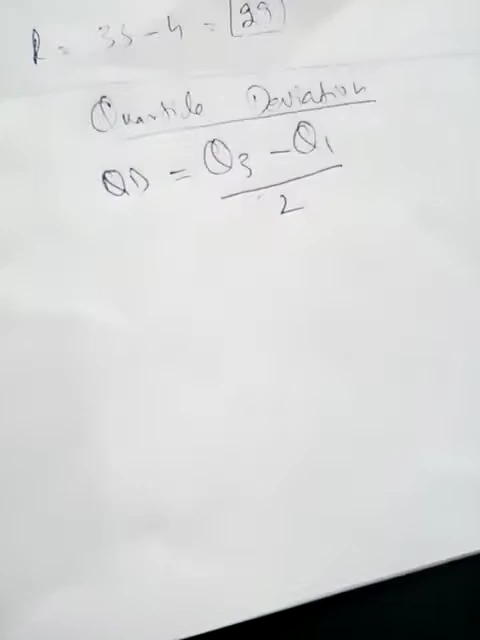 R = 33 - 4 = 29
Quartile Deviation
QD = Q3 - Q1
2